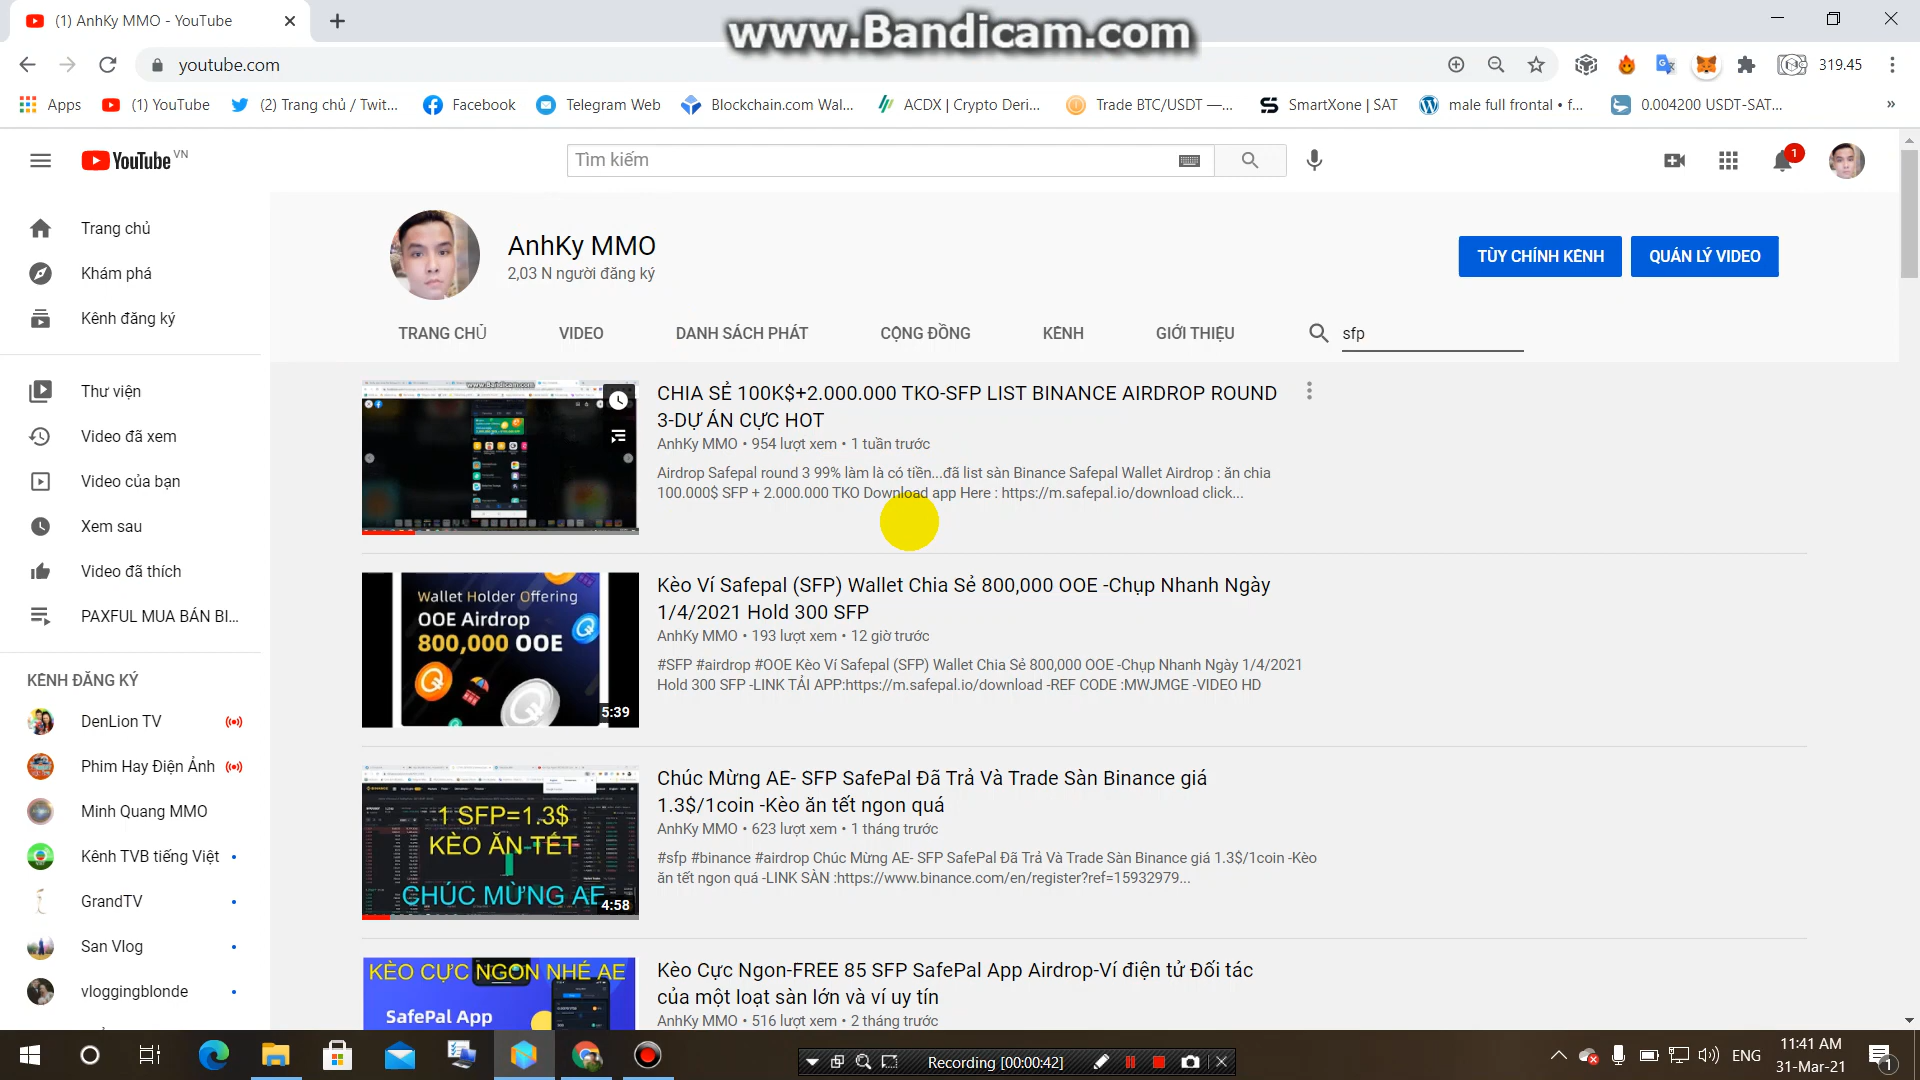 (1) AnhKy MMO - YouTube
www.Bandicam.com
youtube.com
319.45
Apps
(1) YouTube
(2) Trang chủ / Twit...
Facebook
Telegram Web
Blockchain.com Wal...
ACDX | Crypto Deri...
Trade BTC/USDT —...
SmartXone | SAT
male full frontal • f...
0.004200 USDT-SAT...
»
YouTube VN
Tìm kiếm
1
Trang chủ
Khám phá
Kênh đăng ký
Thư viện
Video đã xem
Video của bạn
Xem sau
Video đã thích
PAXFUL MUA BÁN BI...
KÊNH ĐĂNG KÝ
DenLion TV
Phim Hay Điện Ảnh
Minh Quang MMO
Kênh TVB tiếng Việt
GrandTV
San Vlog
vloggingblonde
AnhKy MMO
2,03 N người đăng ký
TÙY CHỈNH KÊNH
QUẢN LÝ VIDEO
TRANG CHỦ
VIDEO
DANH SÁCH PHÁT
CỘNG ĐỒNG
KÊNH
GIỚI THIỆU
sfp
CHIA SẺ 100K$+2.000.000 TKO-SFP LIST BINANCE AIRDROP ROUND
3-DỰ ÁN CỰC HOT
AnhKy MMO • 954 lượt xem • 1 tuần trước
Airdrop Safepal round 3 99% làm là có tiền...đã list sàn Binance Safepal Wallet Airdrop : ăn chia
100.000$ SFP + 2.000.000 TKO Download app Here : https://m.safepal.io/download click...
Wallet Holder Offering
OOE Airdrop
800,000 OOE
5:39
Kèo Ví Safepal (SFP) Wallet Chia Sẻ 800,000 OOE -Chụp Nhanh Ngày
1/4/2021 Hold 300 SFP
AnhKy MMO • 193 lượt xem • 12 giờ trước
#SFP #airdrop #OOE Kèo Ví Safepal (SFP) Wallet Chia Sẻ 800,000 OOE -Chụp Nhanh Ngày 1/4/2021
Hold 300 SFP -LINK TẢI APP:https://m.safepal.io/download -REF CODE :MWJMGE -VIDEO HD
1 SFP=1.3$
KÈO ĂN TẾT
CHÚC MỪNG AE
4:58
Chúc Mừng AE- SFP SafePal Đã Trả Và Trade Sàn Binance giá
1.3$/1coin -Kèo ăn tết ngon quá
AnhKy MMO • 623 lượt xem • 1 tháng trước
#sfp #binance #airdrop Chúc Mừng AE- SFP SafePal Đã Trả Và Trade Sàn Binance giá 1.3$/1coin -Kèo
ăn tết ngon quá -LINK SÀN :https://www.binance.com/en/register?ref=15932979...
KÈO CỰC NGON NHÉ AE
SafePal App
Kèo Cực Ngon-FREE 85 SFP SafePal App Airdrop-Ví điện tử Đối tác
của một loạt sàn lớn và ví uy tín
AnhKy MMO • 516 lượt xem • 2 tháng trước
Recording [00:00:42]
ENG
11:41 AM
31-Mar-21
1